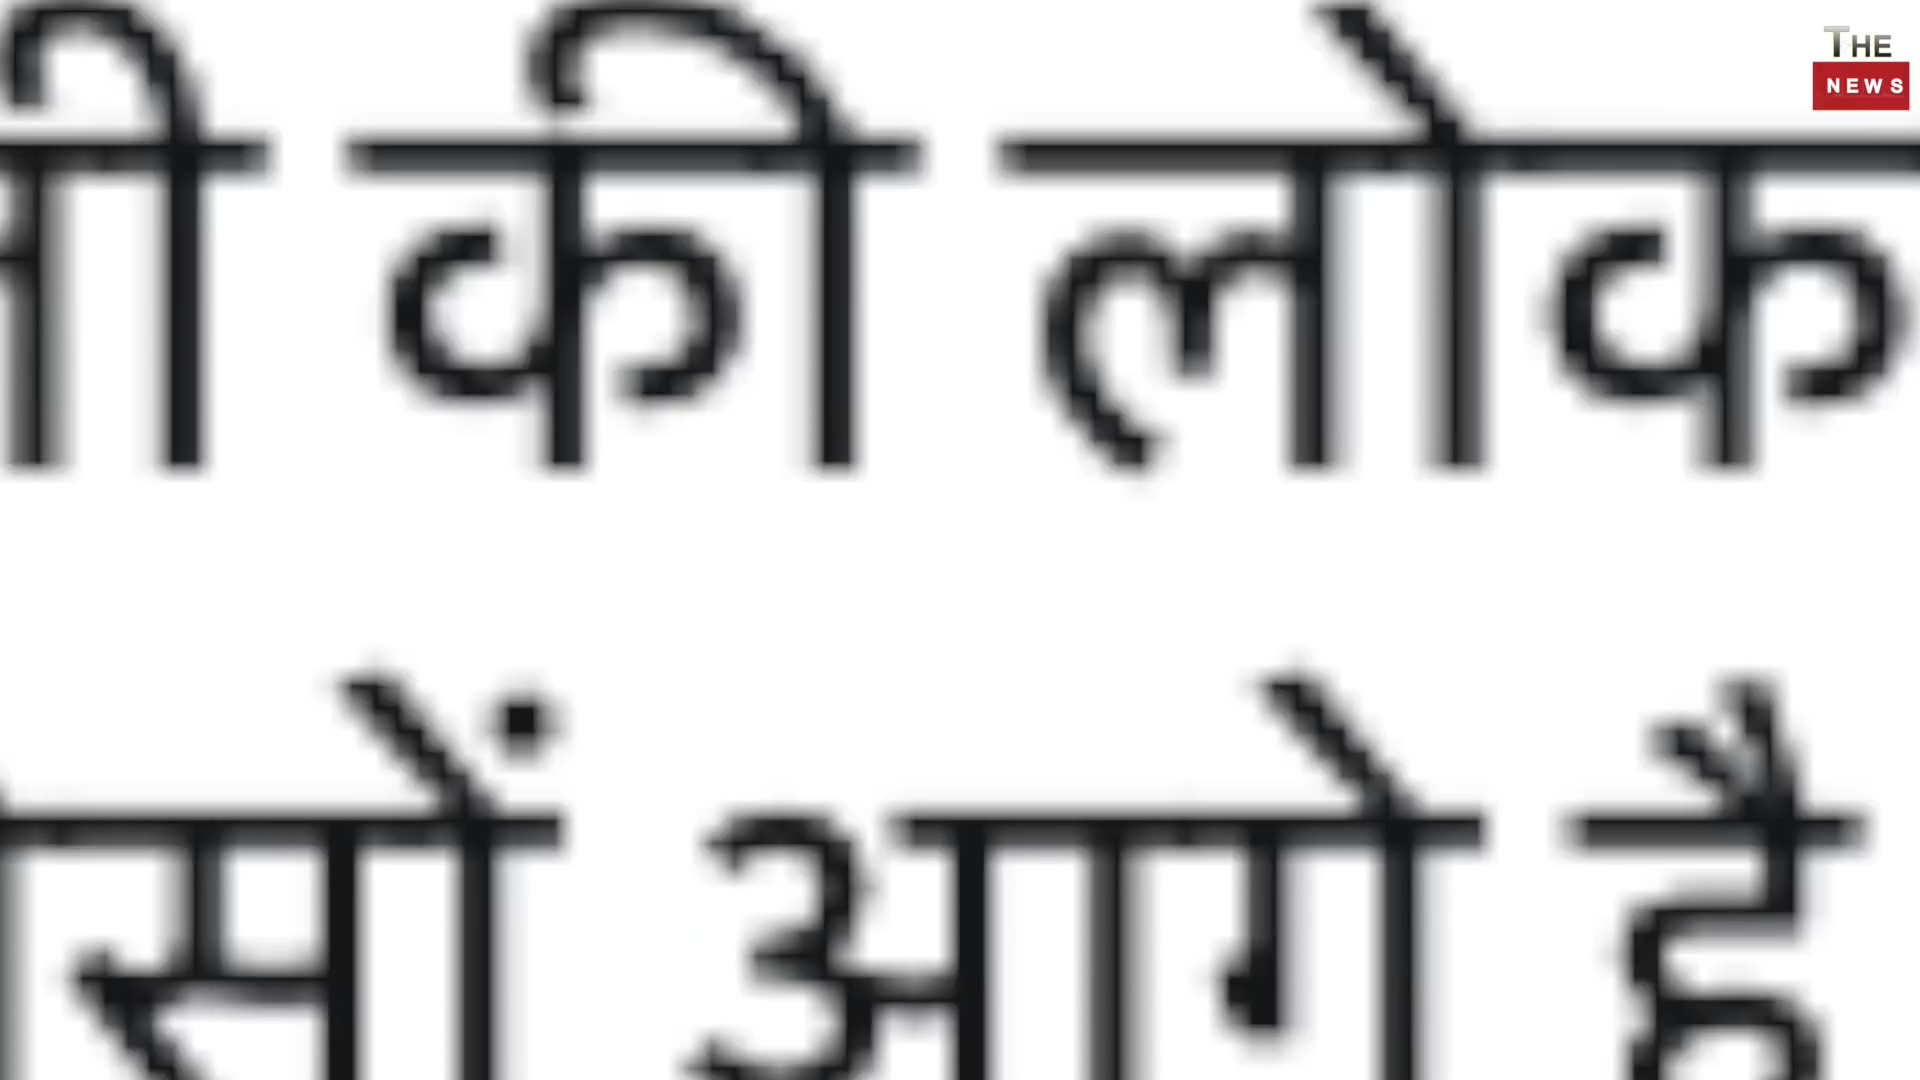 THE
NEWS
ी की लोक
सों आगे है